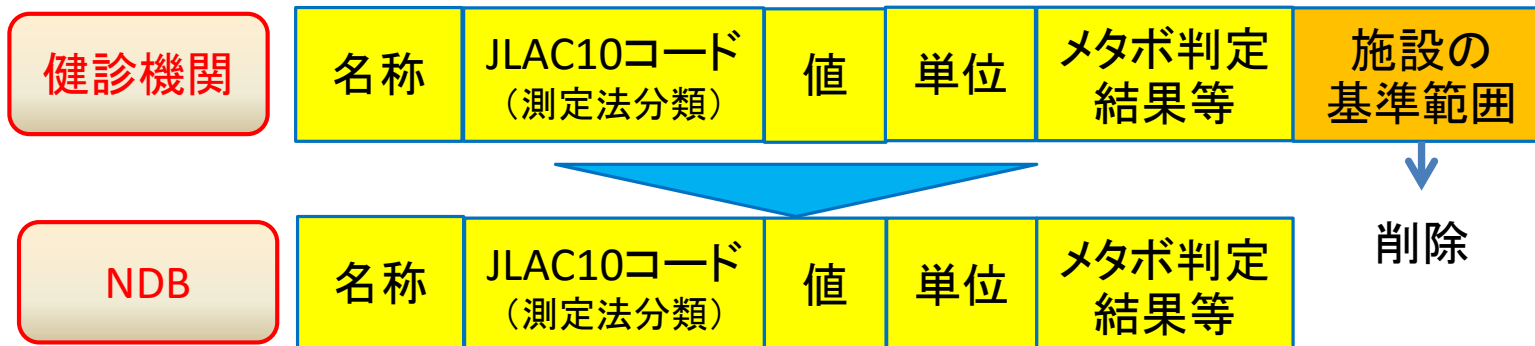 健診機関
名称
JLAC10コード
（測定法分類）
値
単位
メタボ判定
結果等
施設の
基準範囲
削除
NDB
名称
JLAC10コード
（測定法分類）
値
単位
メタボ判定
結果等